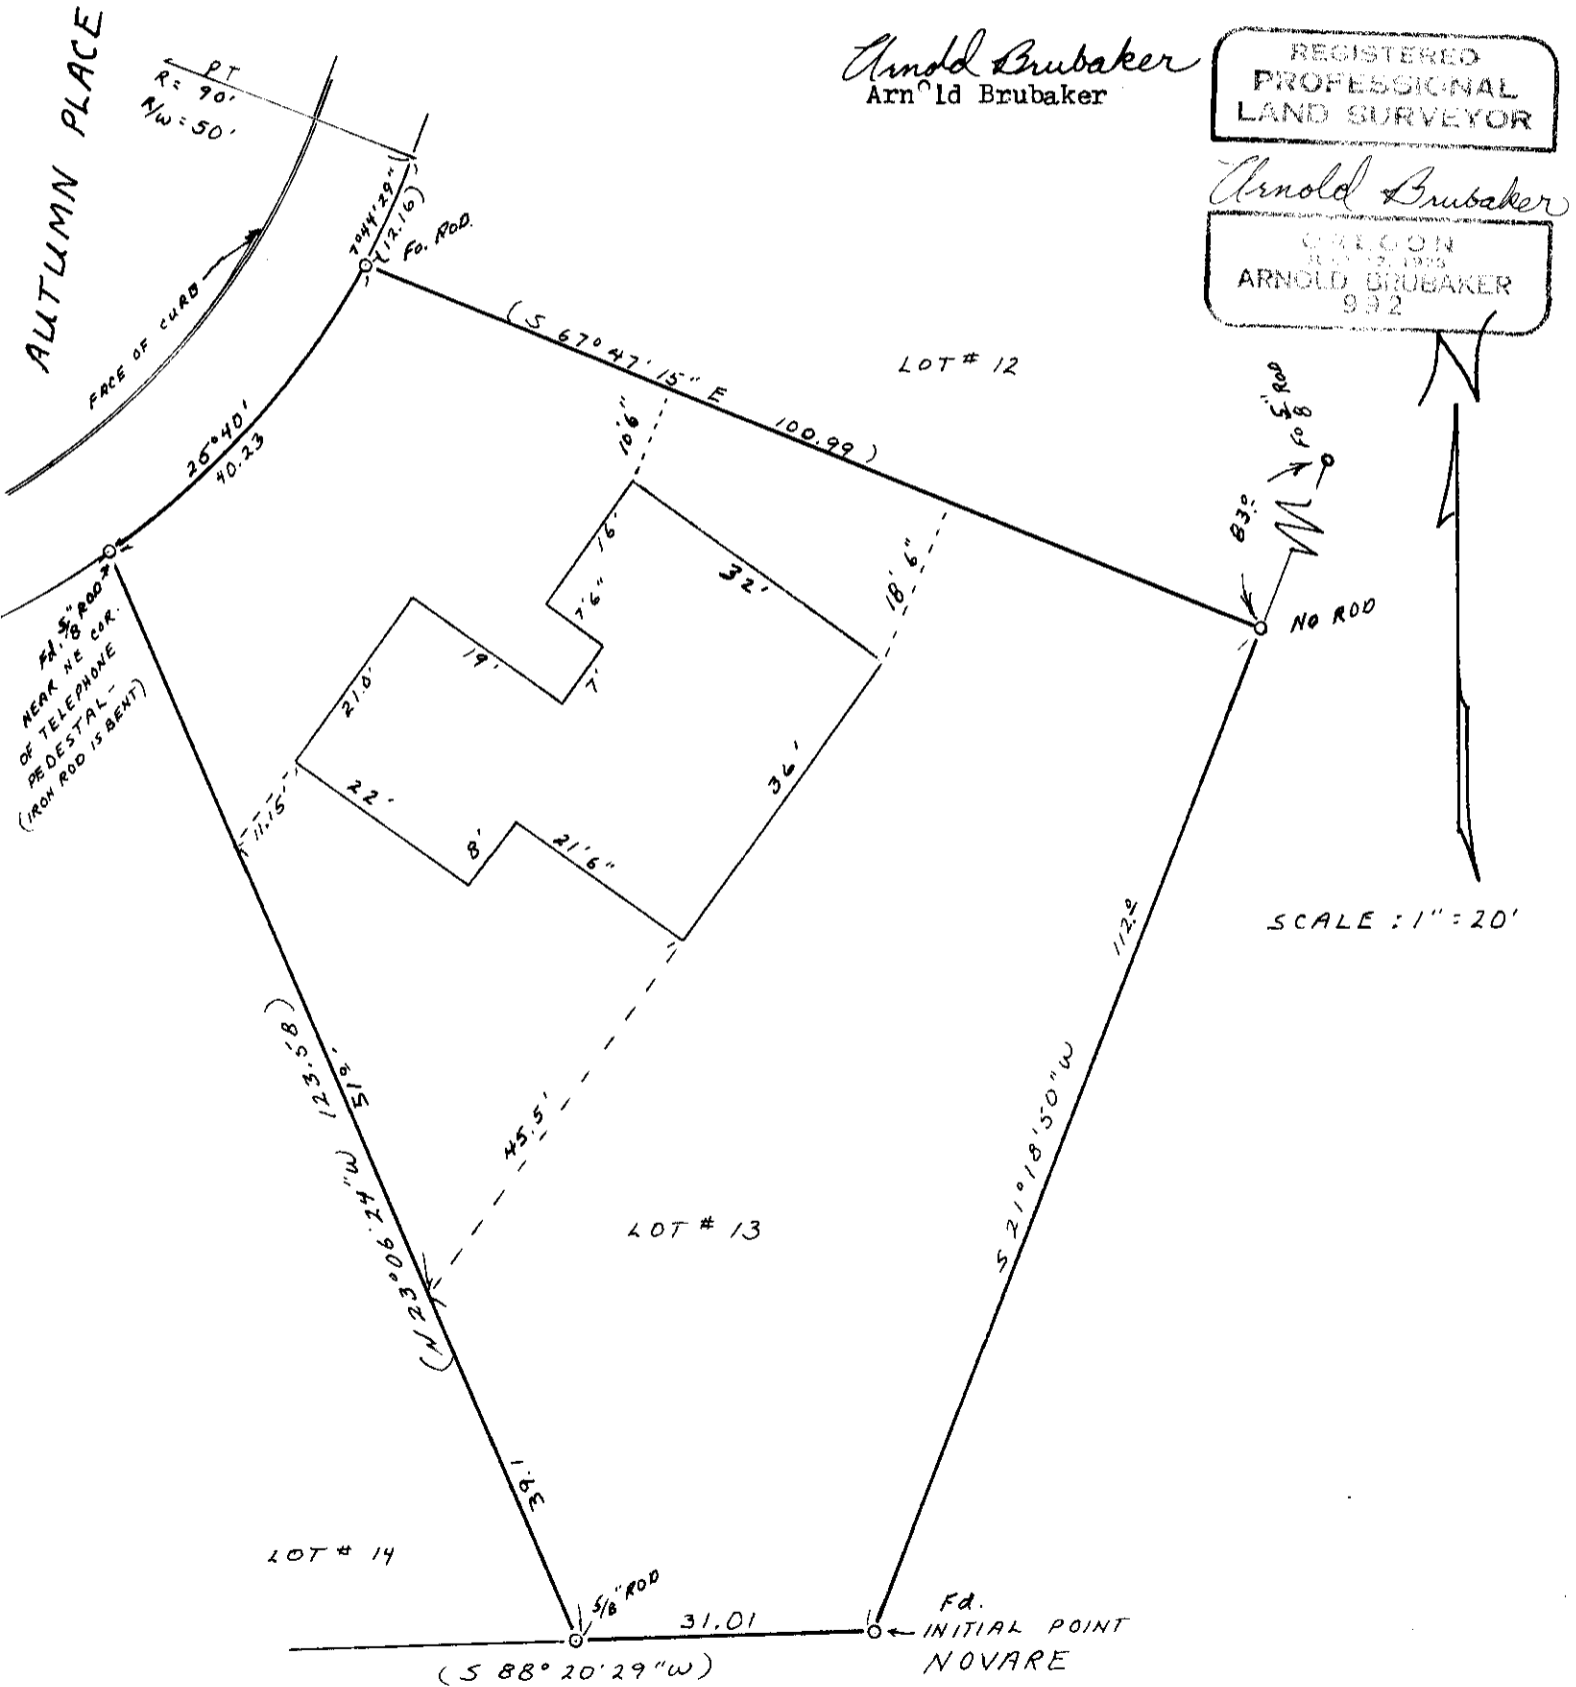 AUTUMN PLACE
PT
R= 90'
R/W = 50'
Arnold Brubaker
Arnold Brubaker
REGISTERED
PROFESSIONAL
LAND SURVEYOR
Arnold Brubaker
OREGON
ARNOLD BRUBAKER
992
N
7°44'29"
(12.16)
Fo. ROD.
FACE OF CURB
25°40'
40.23
(S 67°47'15" E 100.99)
LOT # 12
Fo 5/8" ROD
83.0
NO ROD
10'6"
18'6"
16'
32'
7'6"
19'
7'
21.0'
22'
8'
21'6"
36'
11.15'
Fd. 5/8" ROD
NEAR NE COR.
OF TELEPHONE
PEDESTAL -
(IRON ROD IS BENT)
SCALE : 1" = 20'
112.0
S 21°18'50" W
45.5'
(N 23°06'24" W 123.58)
LOT # 13
39.1
LOT # 14
5/8" ROD
31.01
(S 88°20'29" W)
Fd.
INITIAL POINT
NOVARE